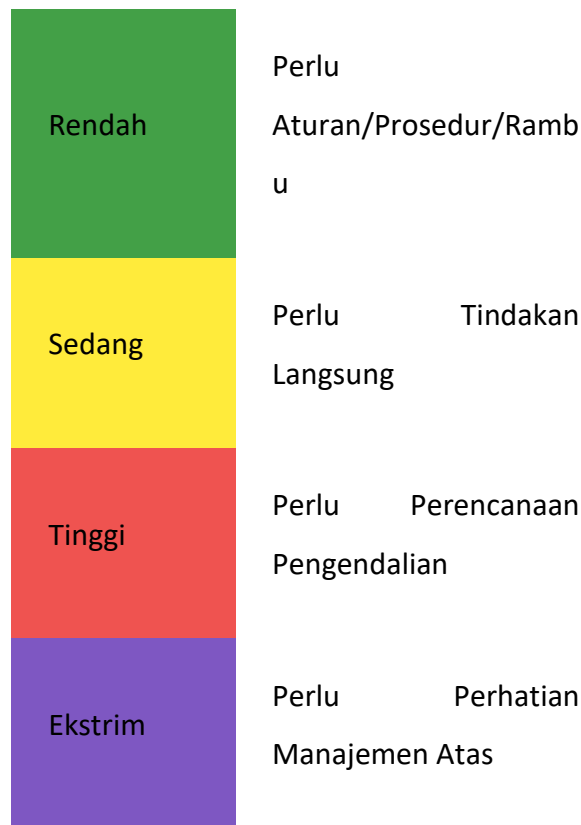 Rendah
Perlu
Aturan/Prosedur/Ramb
u
Sedang
Perlu Tindakan
Langsung
Tinggi
Perlu Perencanaan
Pengendalian
Ekstrim
Perlu Perhatian
Manajemen Atas